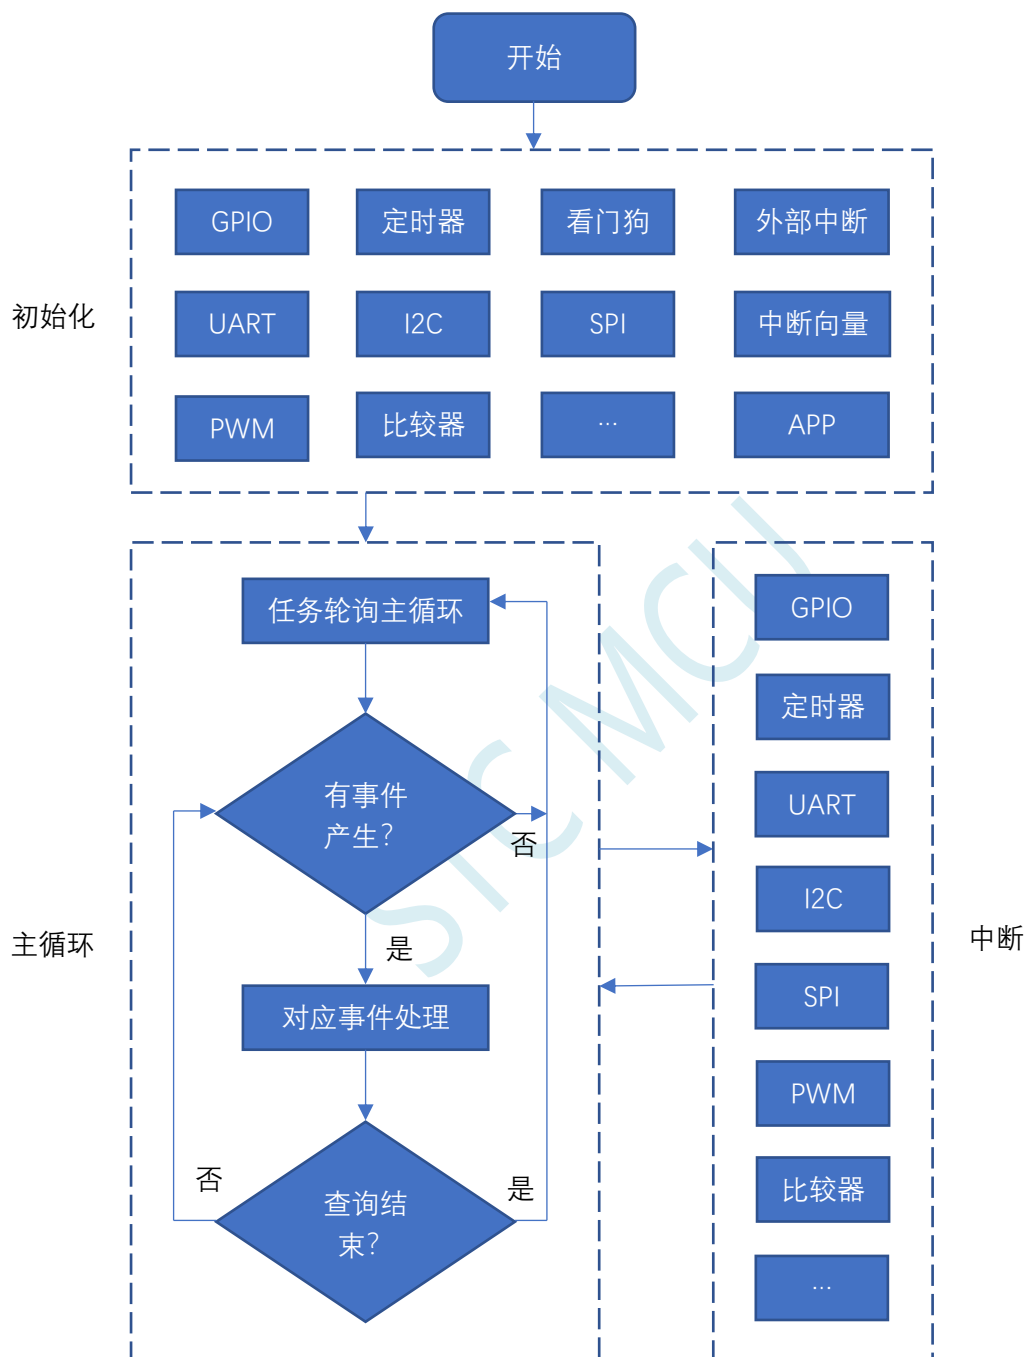 开始
初始化
GPIO
定时器
看门狗
外部中断
UART
I2C
SPI
中断向量
PWM
比较器
...
APP
主循环
任务轮询主循环
有事件
产生？
否
是
对应事件处理
否
查询结
束？
是
中断
GPIO
定时器
UART
I2C
SPI
PWM
比较器
...
STC MCU